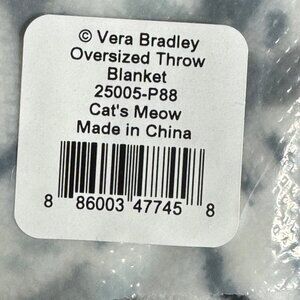 © Vera Bradley
Oversized Throw
Blanket
25005-P88
Cat's Meow
Made in China
8 86003 47745 8